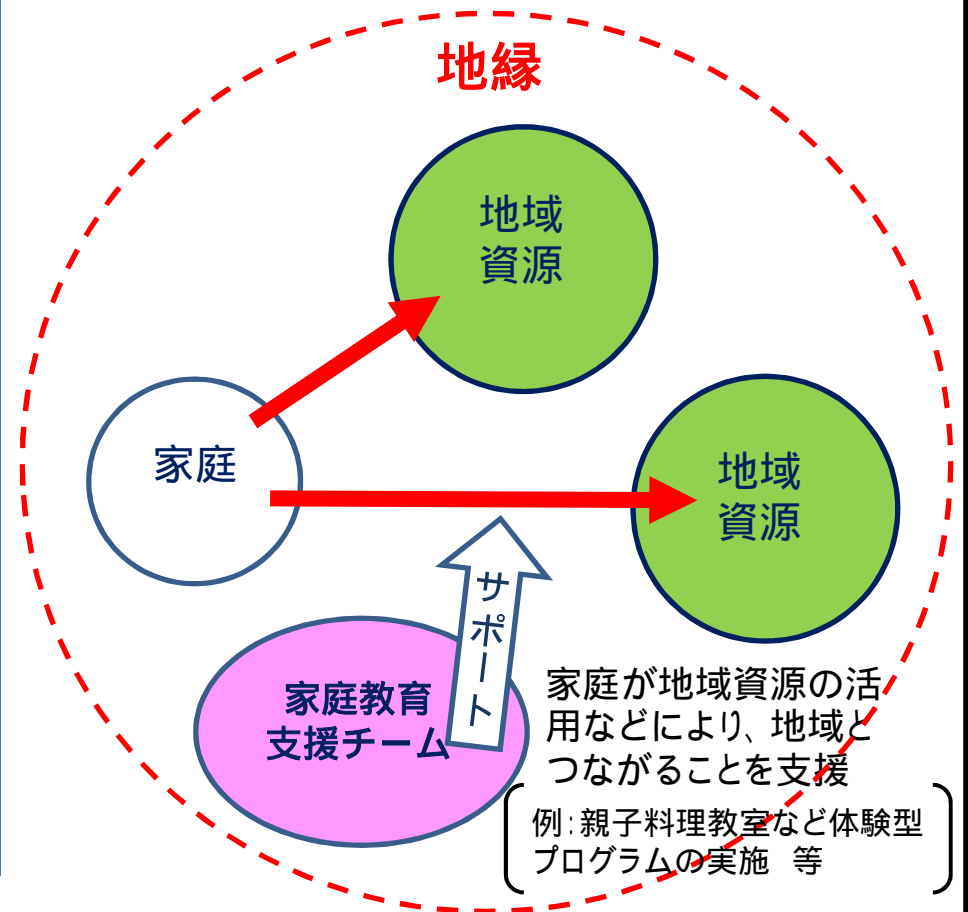 地縁
地域
資源
家庭
地域
資源
サポート
家庭教育
支援チーム
家庭が地域資源の活
用などにより、地域と
つながることを支援
例：親子料理教室など体験型
プログラムの実施　等